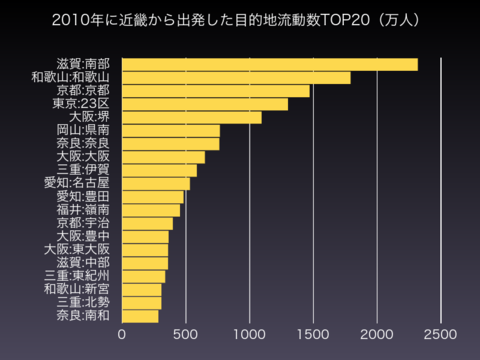 2010年に近畿から出発した目的地流動数TOP20（万人）
滋賀:南部
和歌山:和歌山
京都:京都
東京:23区
大阪:堺
岡山:県南
奈良:奈良
大阪:大阪
三重:伊賀
愛知:名古屋
愛知:豊田
福井:嶺南
京都:宇治
大阪:豊中
大阪:東大阪
滋賀:中部
三重:東紀州
和歌山:新宮
三重:北勢
奈良:南和
0 500 1000 1500 2000 2500